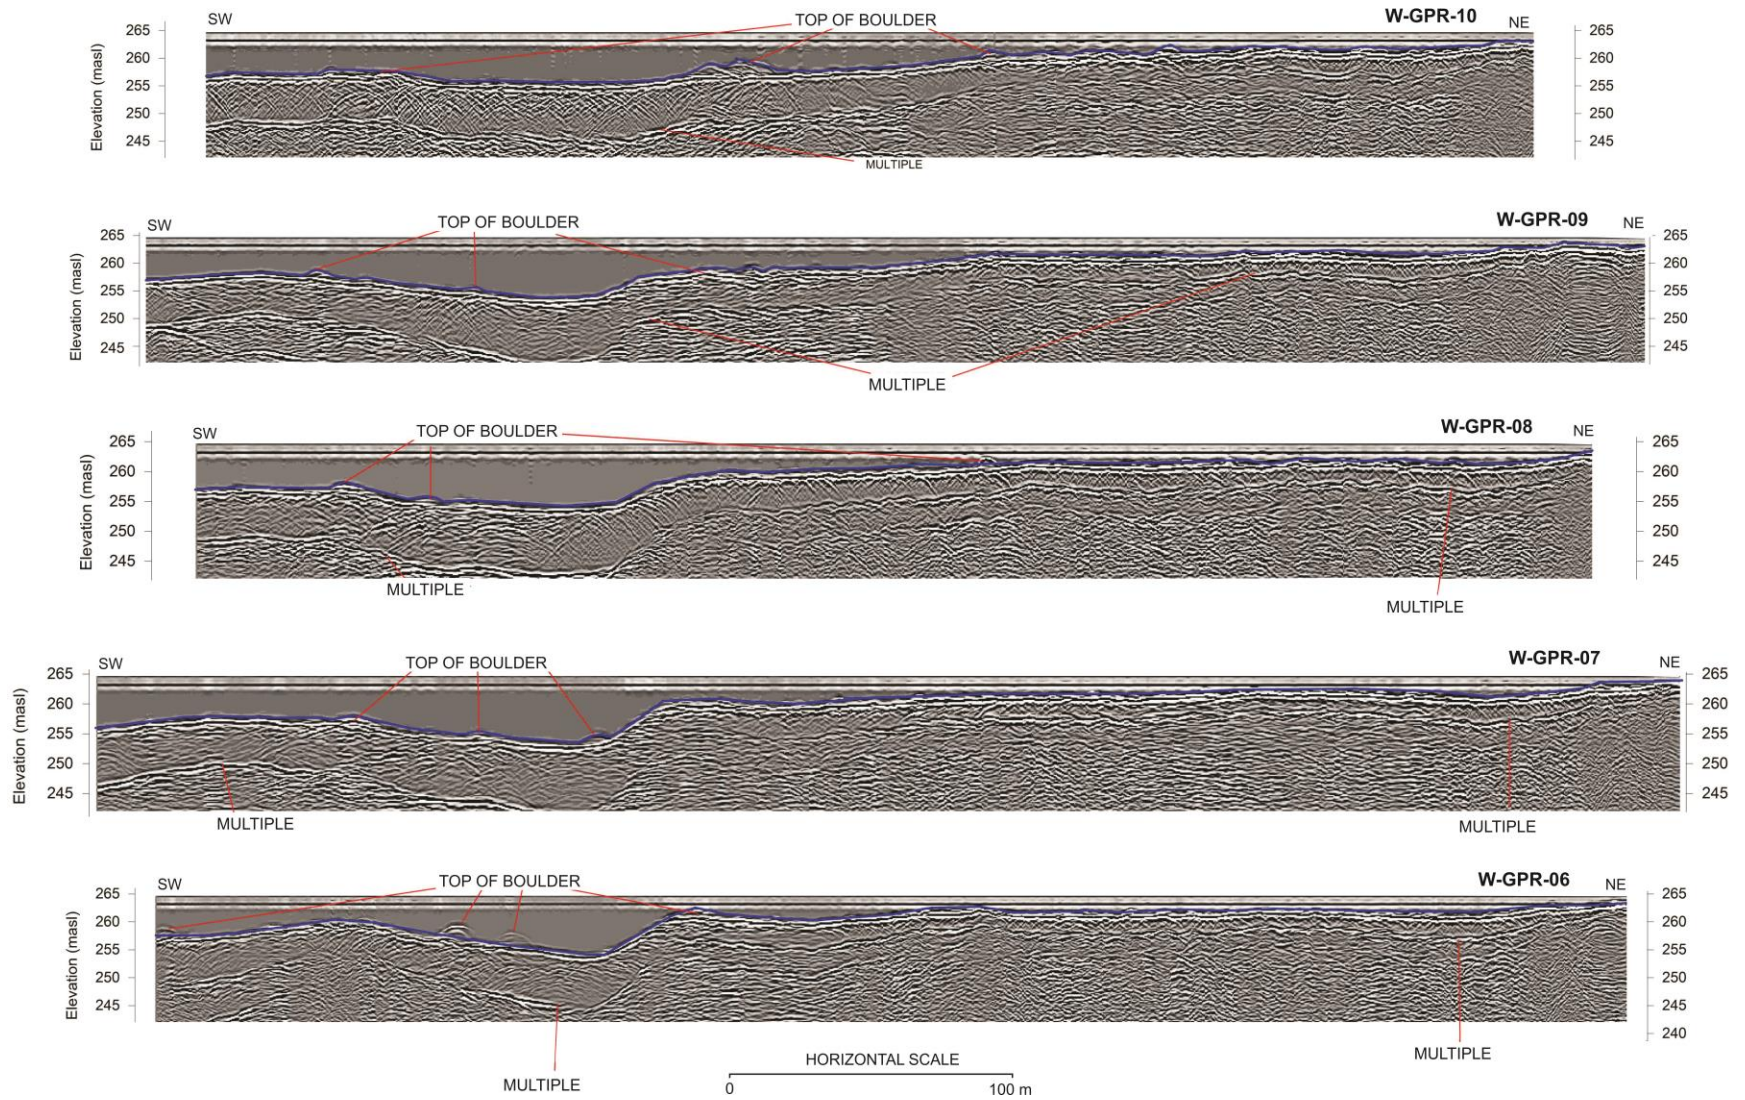 SW TOP OF BOULDER W-GPR-10 NE
Elevation (masl)
265 265
260 260
255 255
250 250
245 245
MULTIPLE
SW TOP OF BOULDER W-GPR-09 NE
Elevation (masl)
265 265
260 260
255 255
250 250
245 245
MULTIPLE
SW TOP OF BOULDER W-GPR-08 NE
Elevation (masl)
265 265
260 260
255 255
250 250
245 245
MULTIPLE MULTIPLE
SW TOP OF BOULDER W-GPR-07 NE
Elevation (masl)
265 265
260 260
255 255
250 250
245 245
MULTIPLE MULTIPLE
SW TOP OF BOULDER W-GPR-06 NE
Elevation (masl)
265 265
260 260
255 255
250 250
245 245
240
MULTIPLE MULTIPLE
HORIZONTAL SCALE
0 100 m